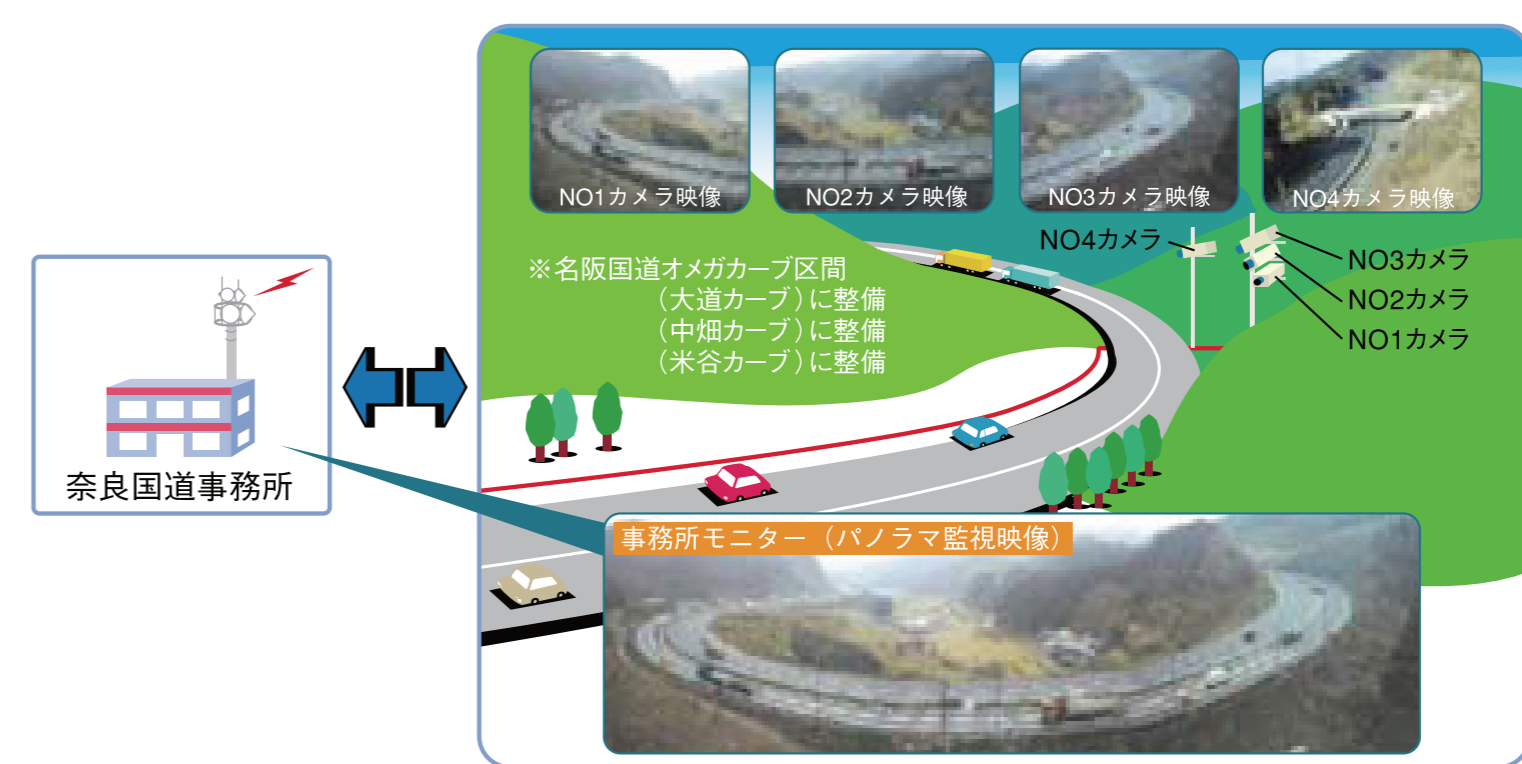 NO1カメラ映像
NO2カメラ映像
NO3カメラ映像
NO4カメラ映像
NO4カメラ
NO3カメラ
NO2カメラ
NO1カメラ
※名阪国道オメガカーブ区間
（大道カーブ）に整備
（中畑カーブ）に整備
（米谷カーブ）に整備
奈良国道事務所
事務所モニター（パノラマ監視映像）